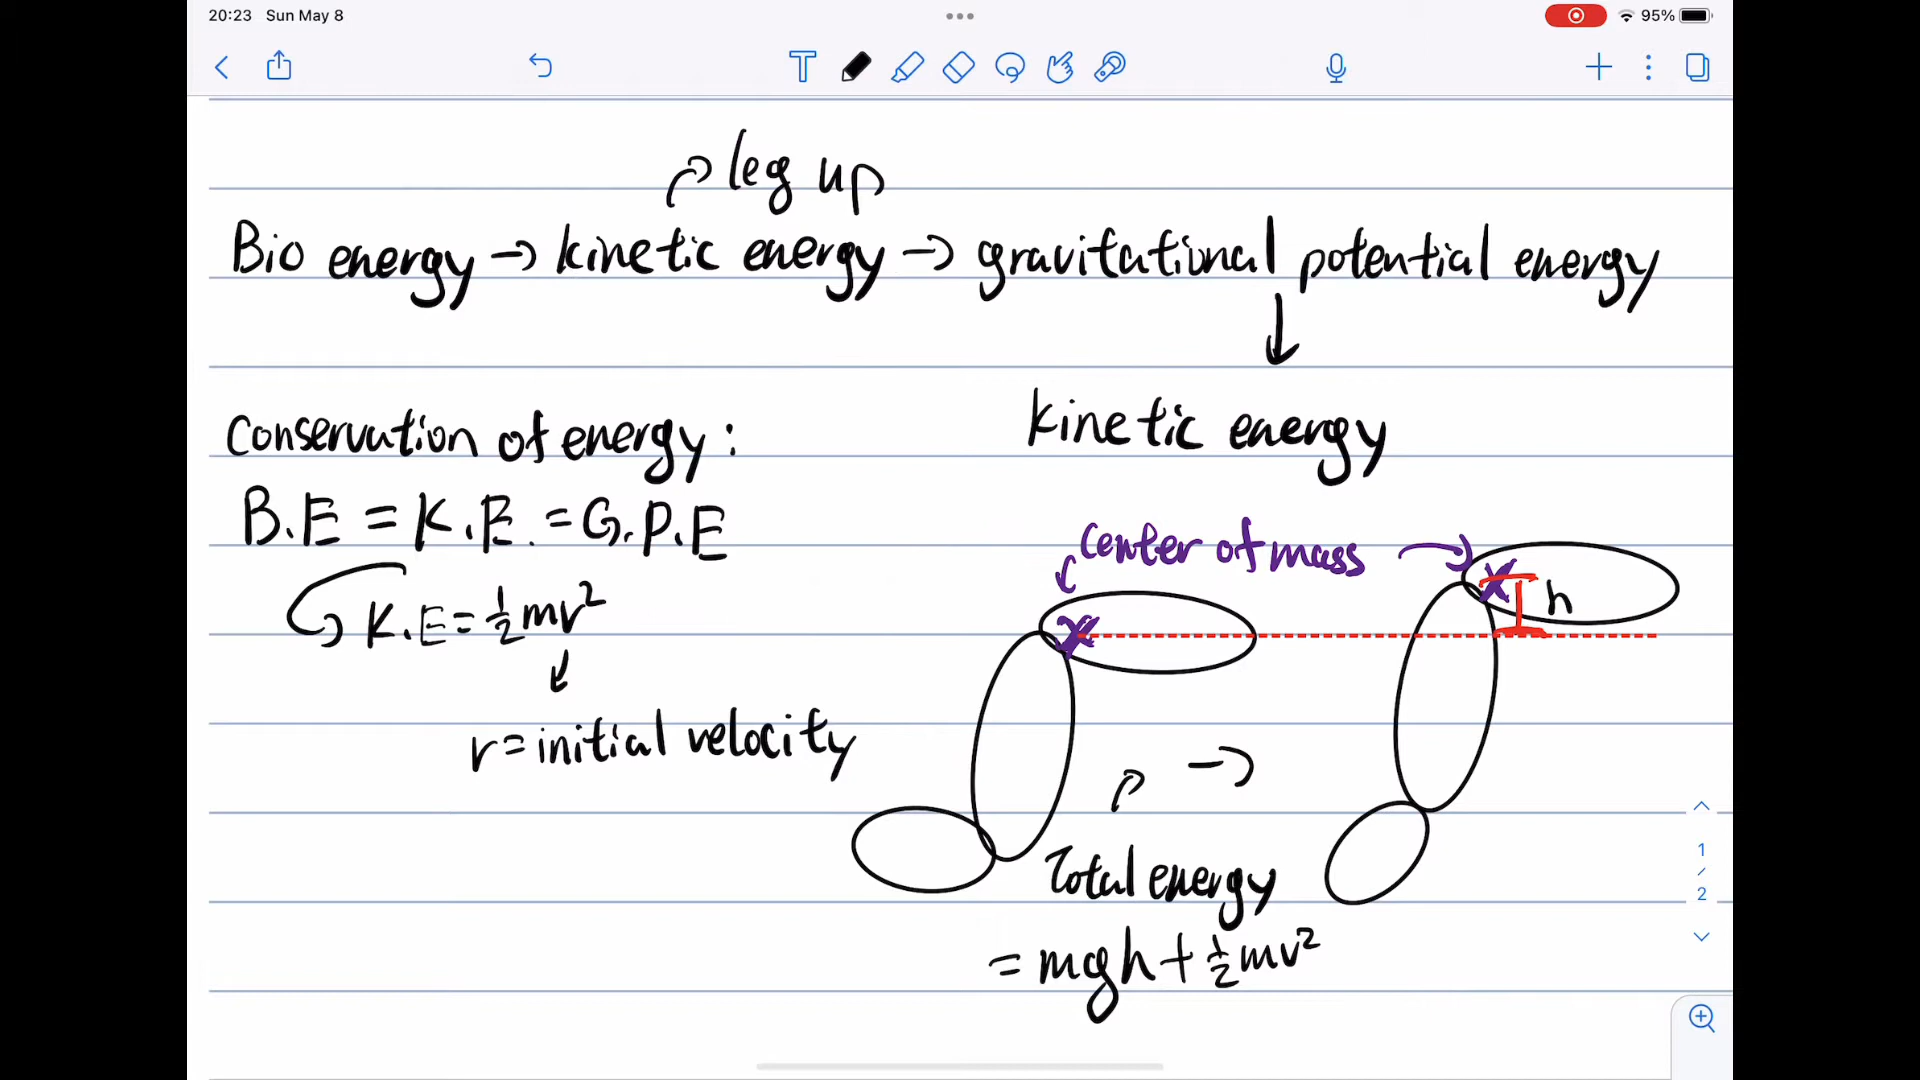 20:23 Sun May 8
95%
leg up
Bio energy → kinetic energy → gravitational potential energy
↓
kinetic energy
Conservation of energy:
B.E = K.E. = G.P.E
K.E = ½mv²
v = initial velocity
center of mass
h
Total energy
= mgh + ½mv²
1
/
2